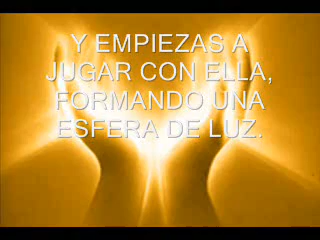 Y EMPIEZAS A
JUGAR CON ELLA,
FORMANDO UNA
ESFERA DE LUZ.